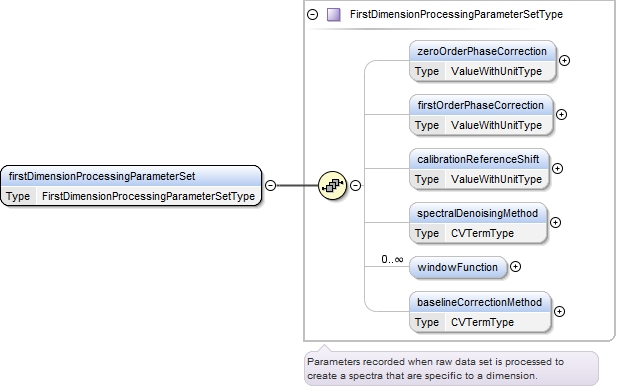 FirstDimensionProcessingParameterSetType
zeroOrderPhaseCorrection
Type ValueWithUnitType
firstOrderPhaseCorrection
Type ValueWithUnitType
calibrationReferenceShift
Type ValueWithUnitType
firstDimensionProcessingParameterSet
Type FirstDimensionProcessingParameterSetType
spectralDenoisingMethod
Type CVTermType
0..∞
windowFunction
baselineCorrectionMethod
Type CVTermType
Parameters recorded when raw data set is processed to
create a spectra that are specific to a dimension.